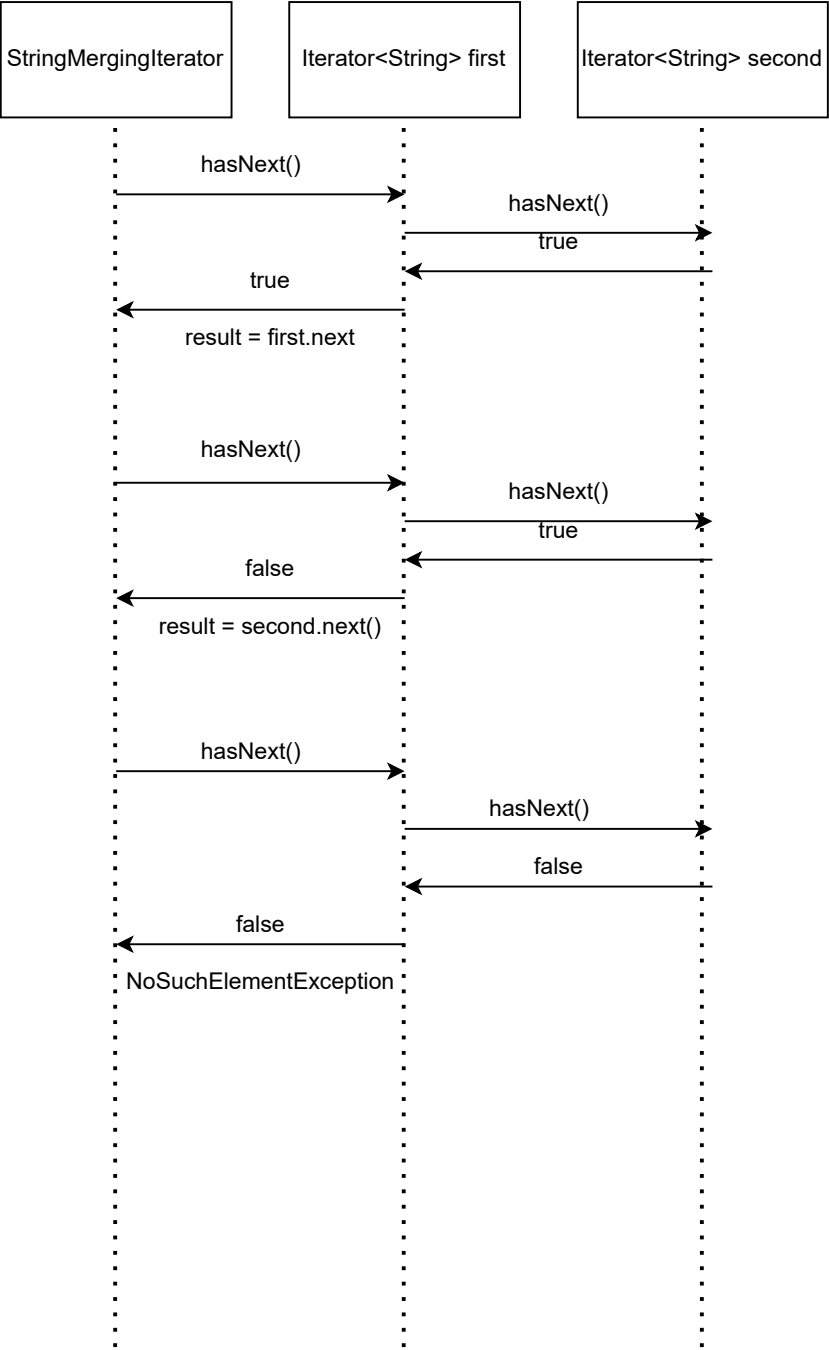 StringMergingIterator
Iterator<String> first
Iterator<String> second
hasNext()
hasNext()
true
true
result = first.next
hasNext()
hasNext()
true
false
result = second.next()
hasNext()
hasNext()
false
false
NoSuchElementException